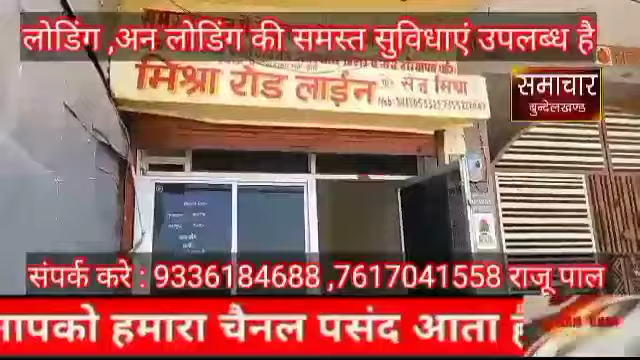 लोडिंग ,अन लोडिंग की समस्त सुविधाएं उपलब्ध है
मिश्रा रोड लाईन
समाचार
बुन्देलखण्ड
संपर्क करे : 9336184688 ,7617041558 राजू पाल
आपको हमारा चैनल पसंद आता है